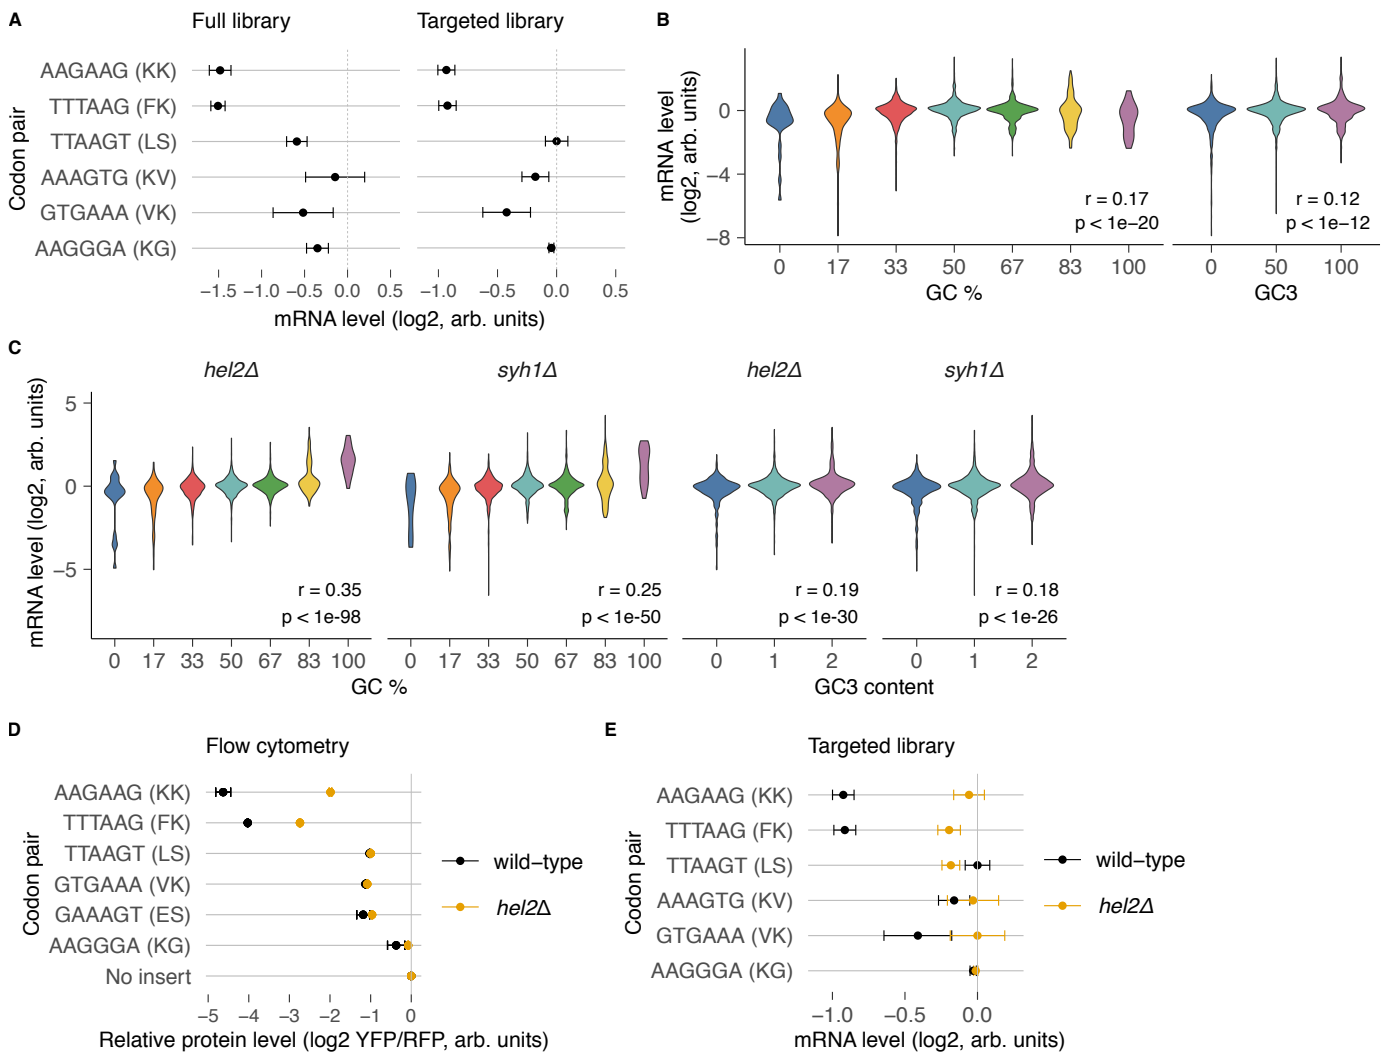 A
Full library
Targeted library
Codon pair
AAGAAG (KK)
TTTAAG (FK)
TTAAGT (LS)
AAAGTG (KV)
GTGAAA (VK)
AAGGGA (KG)
−1.5 −1.0 −0.5 0.0 0.5
−1.0 −0.5 0.0 0.5
mRNA level (log2, arb. units)
B
mRNA level
(log2, arb. units)
0
−4
−8
r = 0.17
p < 1e−20
r = 0.12
p < 1e−12
0 17 33 50 67 83 100
0 50 100
GC %
GC3
C
hel2Δ
syh1Δ
hel2Δ
syh1Δ
mRNA level (log2, arb. units)
5
0
−5
r = 0.35
p < 1e-98
r = 0.25
p < 1e-50
r = 0.19
p < 1e-30
r = 0.18
p < 1e-26
0 17 33 50 67 83 100
0 17 33 50 67 83 100
0 1 2
0 1 2
GC %
GC3 content
D
Flow cytometry
Codon pair
AAGAAG (KK)
TTTAAG (FK)
TTAAGT (LS)
GTGAAA (VK)
GAAAGT (ES)
AAGGGA (KG)
No insert
−5 −4 −3 −2 −1 0
Relative protein level (log2 YFP/RFP, arb. units)
wild−type
hel2Δ
E
Targeted library
Codon pair
AAGAAG (KK)
TTTAAG (FK)
TTAAGT (LS)
AAAGTG (KV)
GTGAAA (VK)
AAGGGA (KG)
−1.0 −0.5 0.0
mRNA level (log2, arb. units)
wild−type
hel2Δ